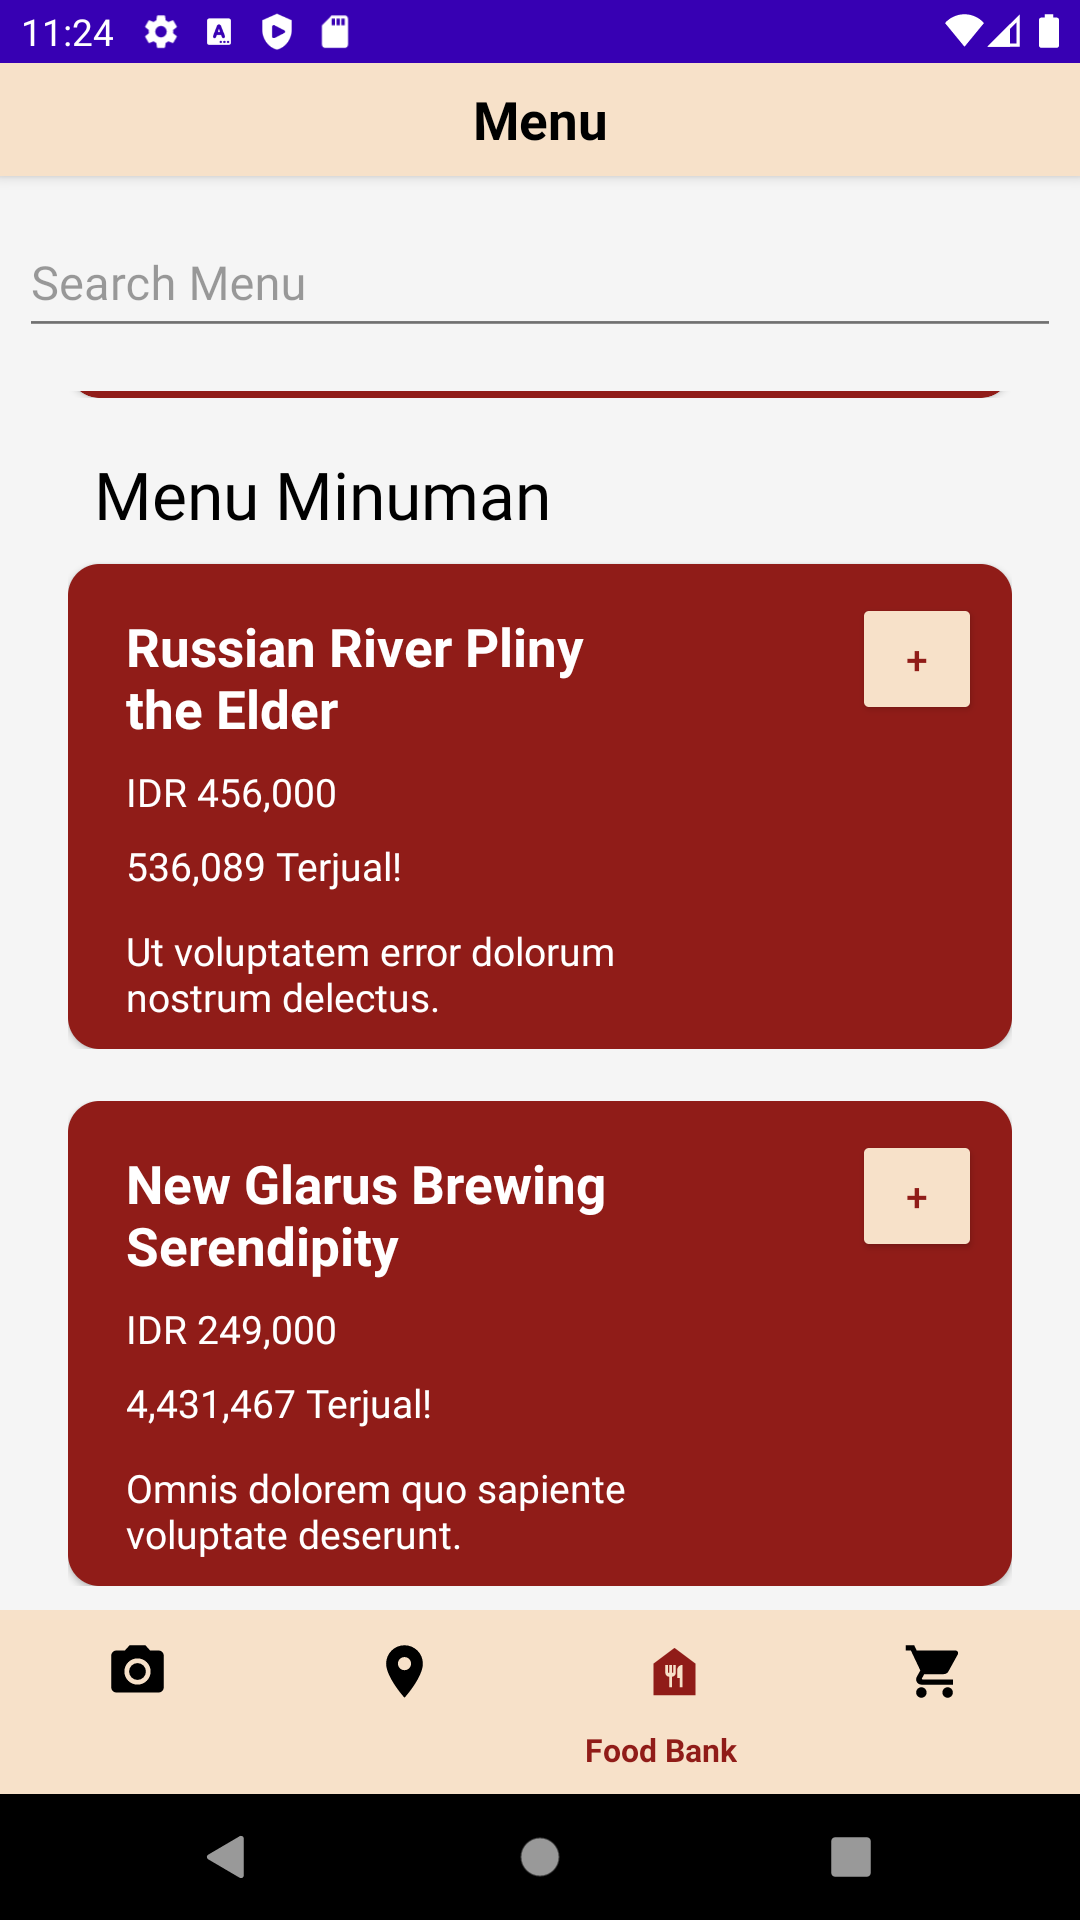 11:24
Menu
Search Menu
Menu Minuman
Russian River Pliny
the Elder
+
IDR 456,000
536,089 Terjual!
Ut voluptatem error dolorum
nostrum delectus.
New Glarus Brewing
Serendipity
+
IDR 249,000
4,431,467 Terjual!
Omnis dolorem quo sapiente
voluptate deserunt.
Food Bank